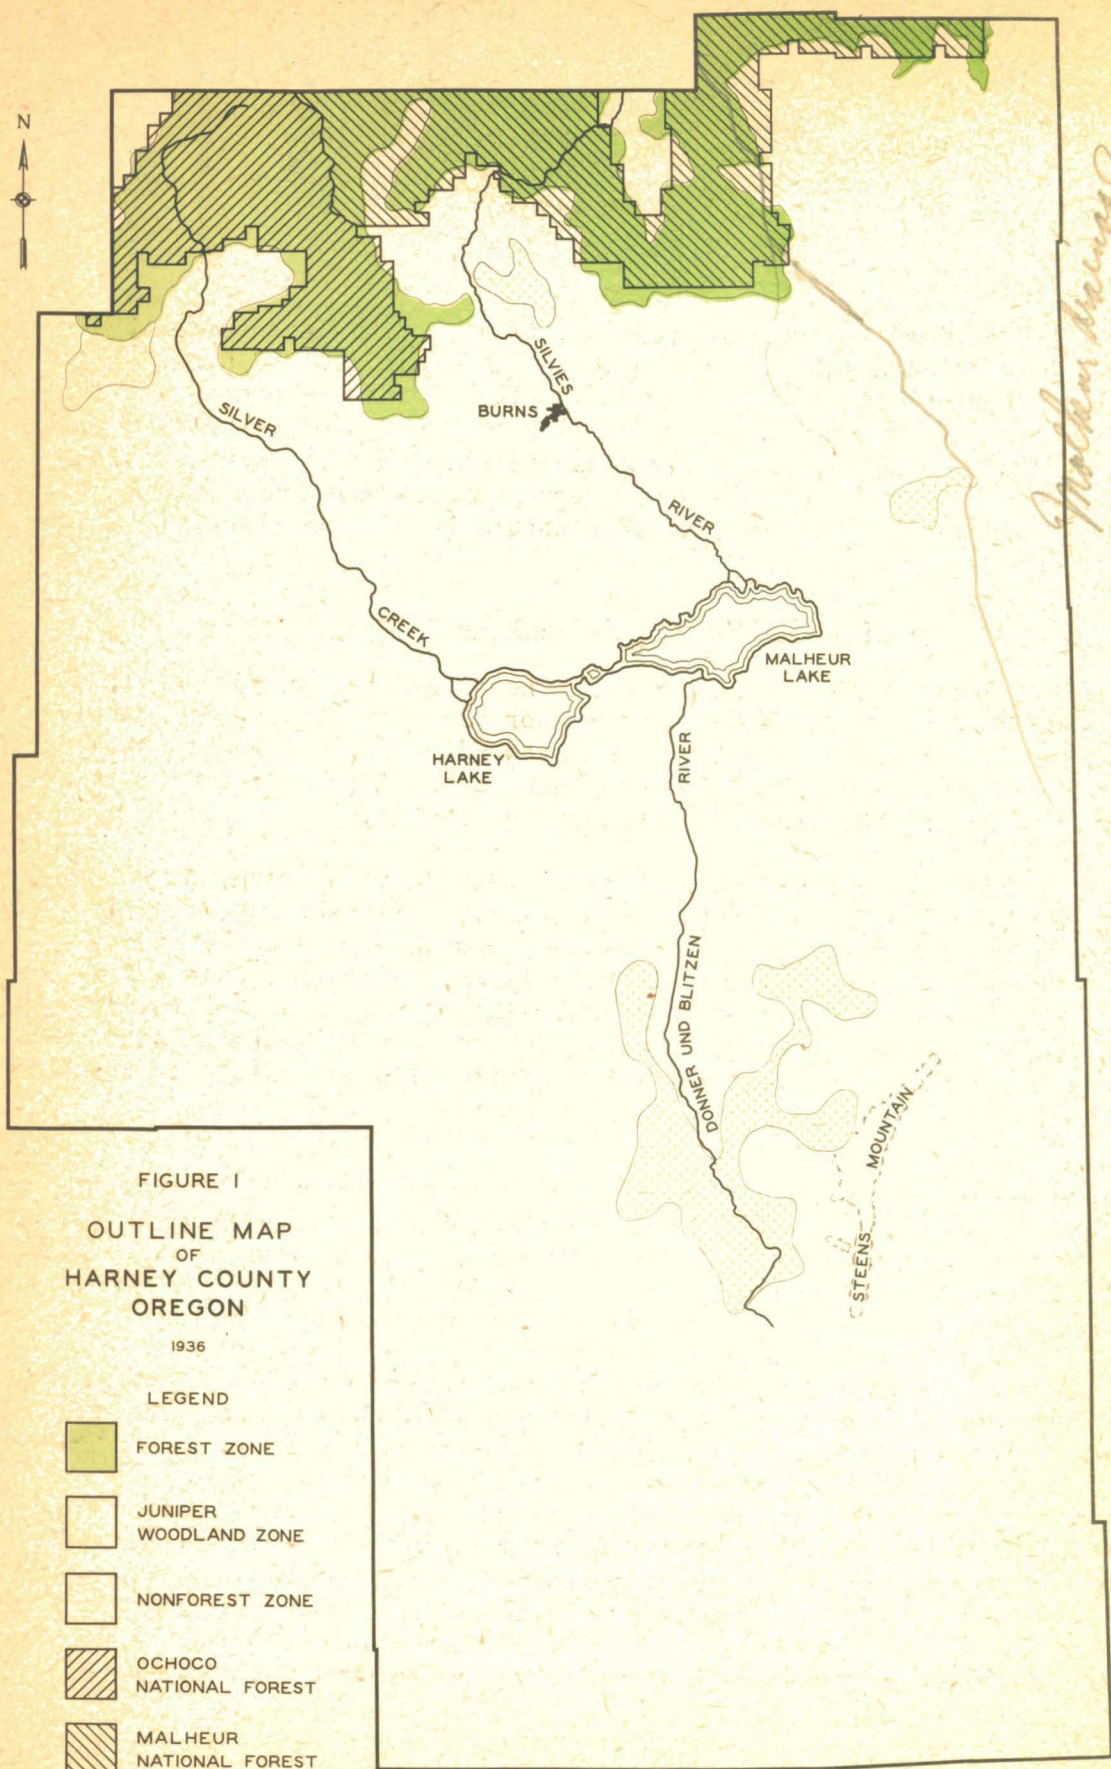 N
SILVIES
BURNS
SILVER
RIVER
CREEK
MALHEUR
LAKE
HARNEY
LAKE
RIVER
DONNER UND BLITZEN
STEENS MOUNTAIN
Malheur
FIGURE I
OUTLINE MAP
OF
HARNEY COUNTY
OREGON
1936
LEGEND
FOREST ZONE
JUNIPER
WOODLAND ZONE
NONFOREST ZONE
OCHOCO
NATIONAL FOREST
MALHEUR
NATIONAL FOREST